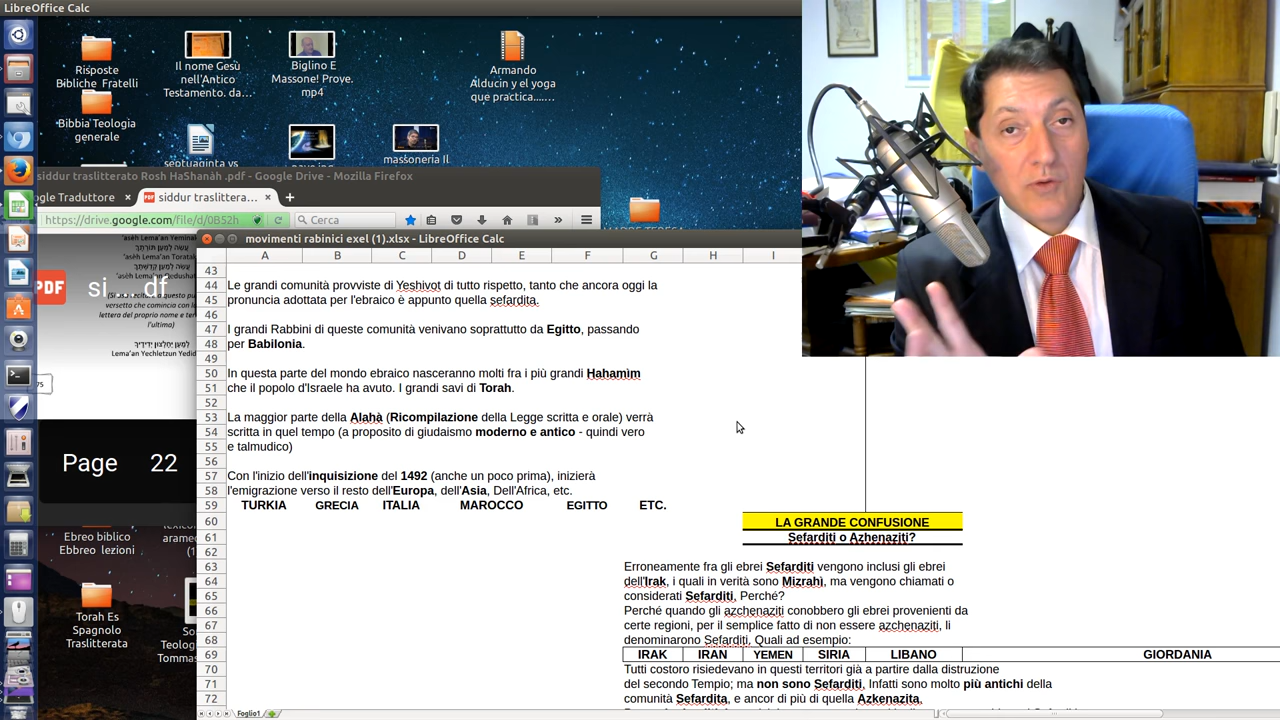 LibreOffice Calc
Risposte
Bibliche_Fratelli
Il nome Gesù
nell'Antico
Testamento. da…
Biglino E
Massone! Prove.
mp4
Armando
Alducin y el yoga
que practica.…
Bibbia Teologia
generale
septuaginta vs
massoneria Il
siddur traslitterato Rosh HaShanàh .pdf - Google Drive - Mozilla Firefox
gle Traduttore
siddur traslittera…
https://drive.google.com/file/d/0B52h
Cerca
movimenti rabinici exel (1).xlsx - LibreOffice Calc
A B C D E F G H I
'asèh Lema'an Toratal
PDF
si… df
l'ultima)
Page 22
43
44 Le grandi comunità provviste di Yeshivot di tutto rispetto, tanto che ancora oggi la
45 pronuncia adottata per l'ebraico è appunto quella sefardita.
46
47 I grandi Rabbini di queste comunità venivano soprattutto da Egitto, passando
48 per Babilonia.
49
50 In questa parte del mondo ebraico nasceranno molti fra i più grandi Hahamìm
51 che il popolo d'Israele ha avuto. I grandi savi di Torah.
52
53 La maggior parte della Alahà (Ricompilazione della Legge scritta e orale) verrà
54 scritta in quel tempo (a proposito di giudaismo moderno e antico - quindi vero
55 e talmudico)
56
57 Con l'inizio dell'inquisizione del 1492 (anche un poco prima), inizierà
58 l'emigrazione verso il resto dell'Europa, dell'Asia, Dell'Africa, etc.
59 TURKIA GRECIA ITALIA MAROCCO EGITTO ETC.
60 LA GRANDE CONFUSIONE
61 Sefarditi o Azhenaziti?
62
63 Erroneamente fra gli ebrei Sefarditi vengono inclusi gli ebrei
64 dell'Irak, i quali in verità sono Mizrahì, ma vengono chiamati o
65 considerati Sefarditi, Perché?
66 Perché quando gli azchenaziti conobbero gli ebrei provenienti da
67 certe regioni, per il semplice fatto di non essere azchenaziti, li
68 denominarono Sefarditi. Quali ad esempio:
69 IRAK IRAN YEMEN SIRIA LIBANO GIORDANIA
70 Tutti costoro risiedevano in questi territori già a partire dalla distruzione
71 del secondo Tempio; ma non sono Sefarditi, Infatti sono molto più antichi della
72 comunità Sefardita, e ancor di più di quella Azkenazita,
Foglio1
Ebreo biblico
Ebbreo lezioni
Torah Es
Spagnolo
Traslitterata